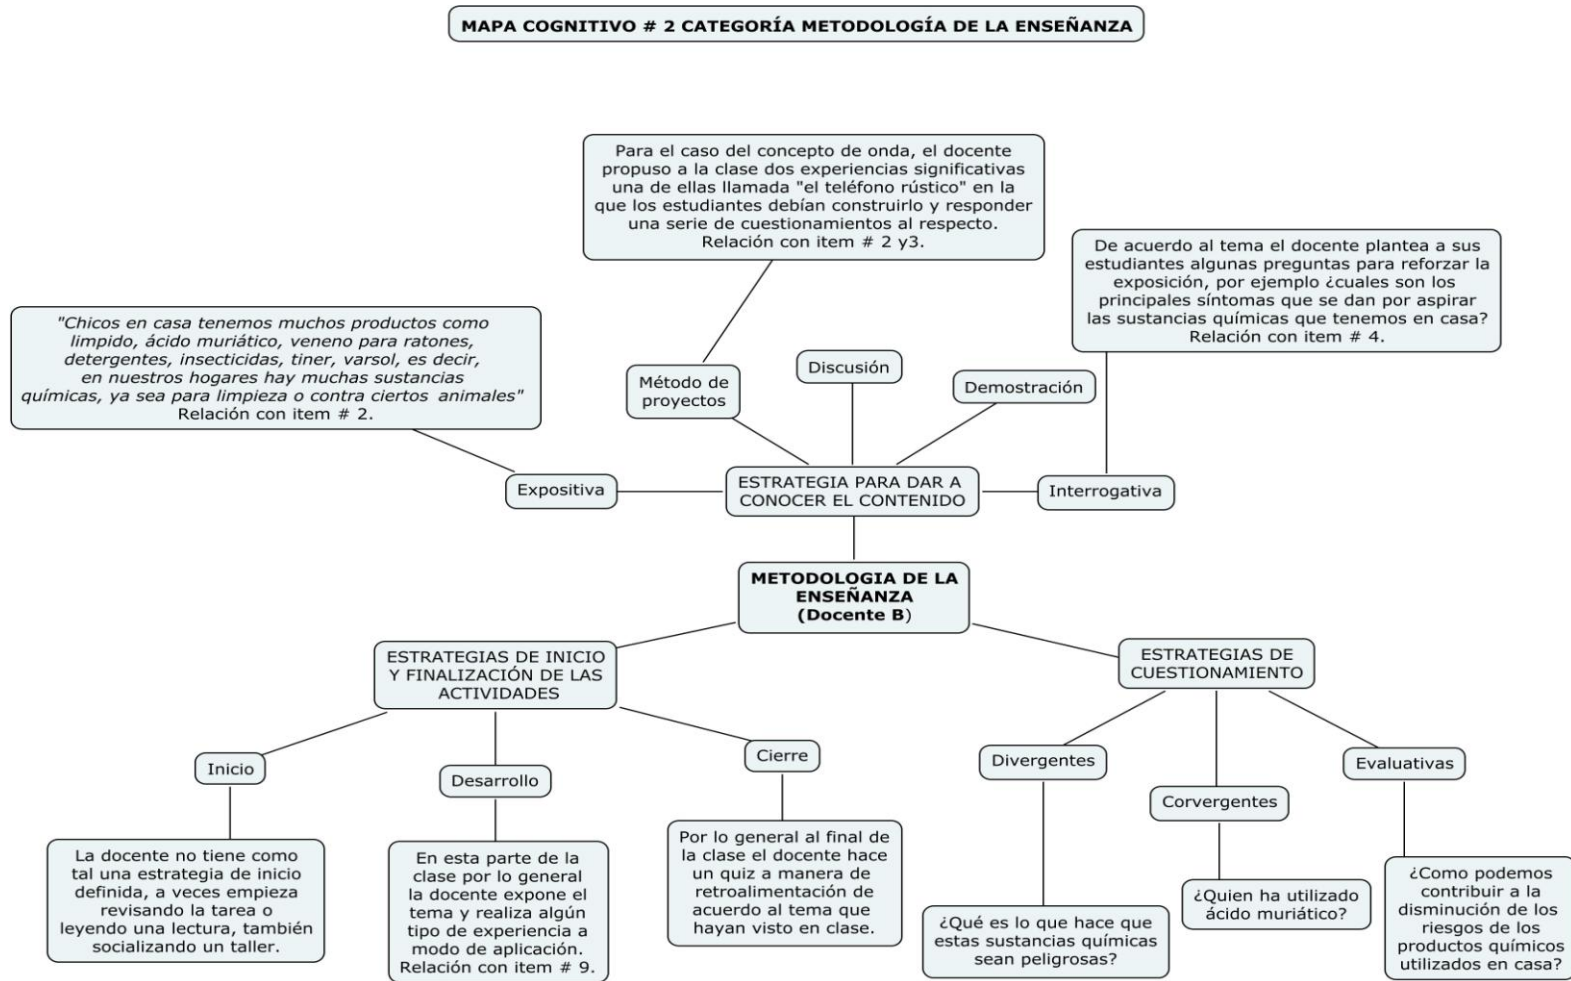 MAPA COGNITIVO # 2 CATEGORÍA METODOLOGÍA DE LA ENSEÑANZA
Para el caso del concepto de onda, el docente
propuso a la clase dos experiencias significativas
una de ellas llamada "el teléfono rústico" en la
que los estudiantes debían construirlo y responder
una serie de cuestionamientos al respecto.
Relación con item # 2 y3.
De acuerdo al tema el docente plantea a sus
estudiantes algunas preguntas para reforzar la
exposición, por ejemplo ¿cuales son los
principales síntomas que se dan por aspirar
las sustancias químicas que tenemos en casa?
Relación con item # 4.
"Chicos en casa tenemos muchos productos como
limpido, ácido muriático, veneno para ratones,
detergentes, insecticidas, tiner, varsol, es decir,
en nuestros hogares hay muchas sustancias
químicas, ya sea para limpieza o contra ciertos animales"
Relación con item # 2.
Método de
proyectos
Discusión
Demostración
Expositiva
ESTRATEGIA PARA DAR A
CONOCER EL CONTENIDO
Interrogativa
METODOLOGIA DE LA
ENSEÑANZA
(Docente B)
ESTRATEGIAS DE INICIO
Y FINALIZACIÓN DE LAS
ACTIVIDADES
ESTRATEGIAS DE
CUESTIONAMIENTO
Inicio
Desarrollo
Cierre
Divergentes
Corvergentes
Evaluativas
La docente no tiene como
tal una estrategia de inicio
definida, a veces empieza
revisando la tarea o
leyendo una lectura, también
socializando un taller.
En esta parte de la
clase por lo general
la docente expone el
tema y realiza algún
tipo de experiencia a
modo de aplicación.
Relación con item # 9.
Por lo general al final de
la clase el docente hace
un quiz a manera de
retroalimentación de
acuerdo al tema que
hayan visto en clase.
¿Qué es lo que hace que
estas sustancias químicas
sean peligrosas?
¿Quien ha utilizado
ácido muriático?
¿Como podemos
contribuir a la
disminución de los
riesgos de los
productos químicos
utilizados en casa?